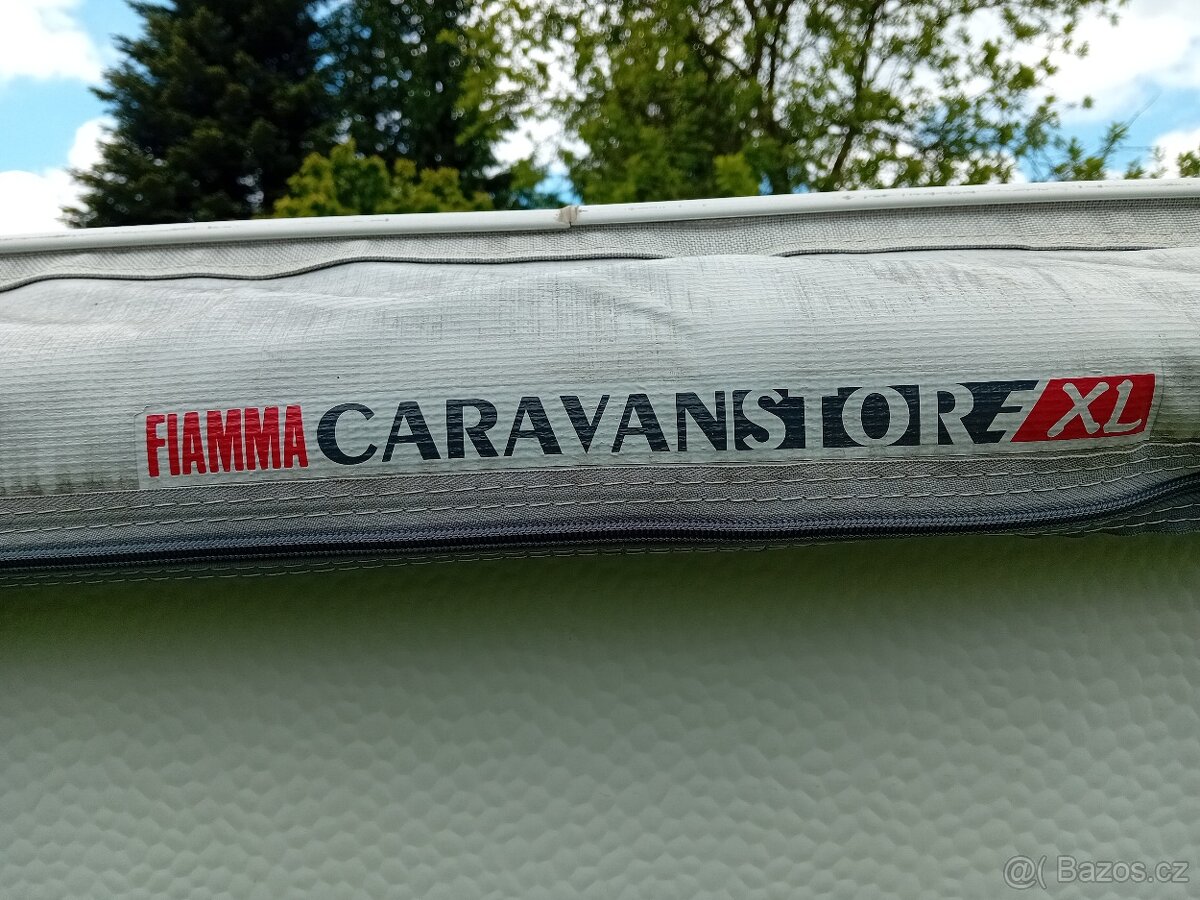 FIAMMA CARAVANSTORE XL
@( Bazos.cz